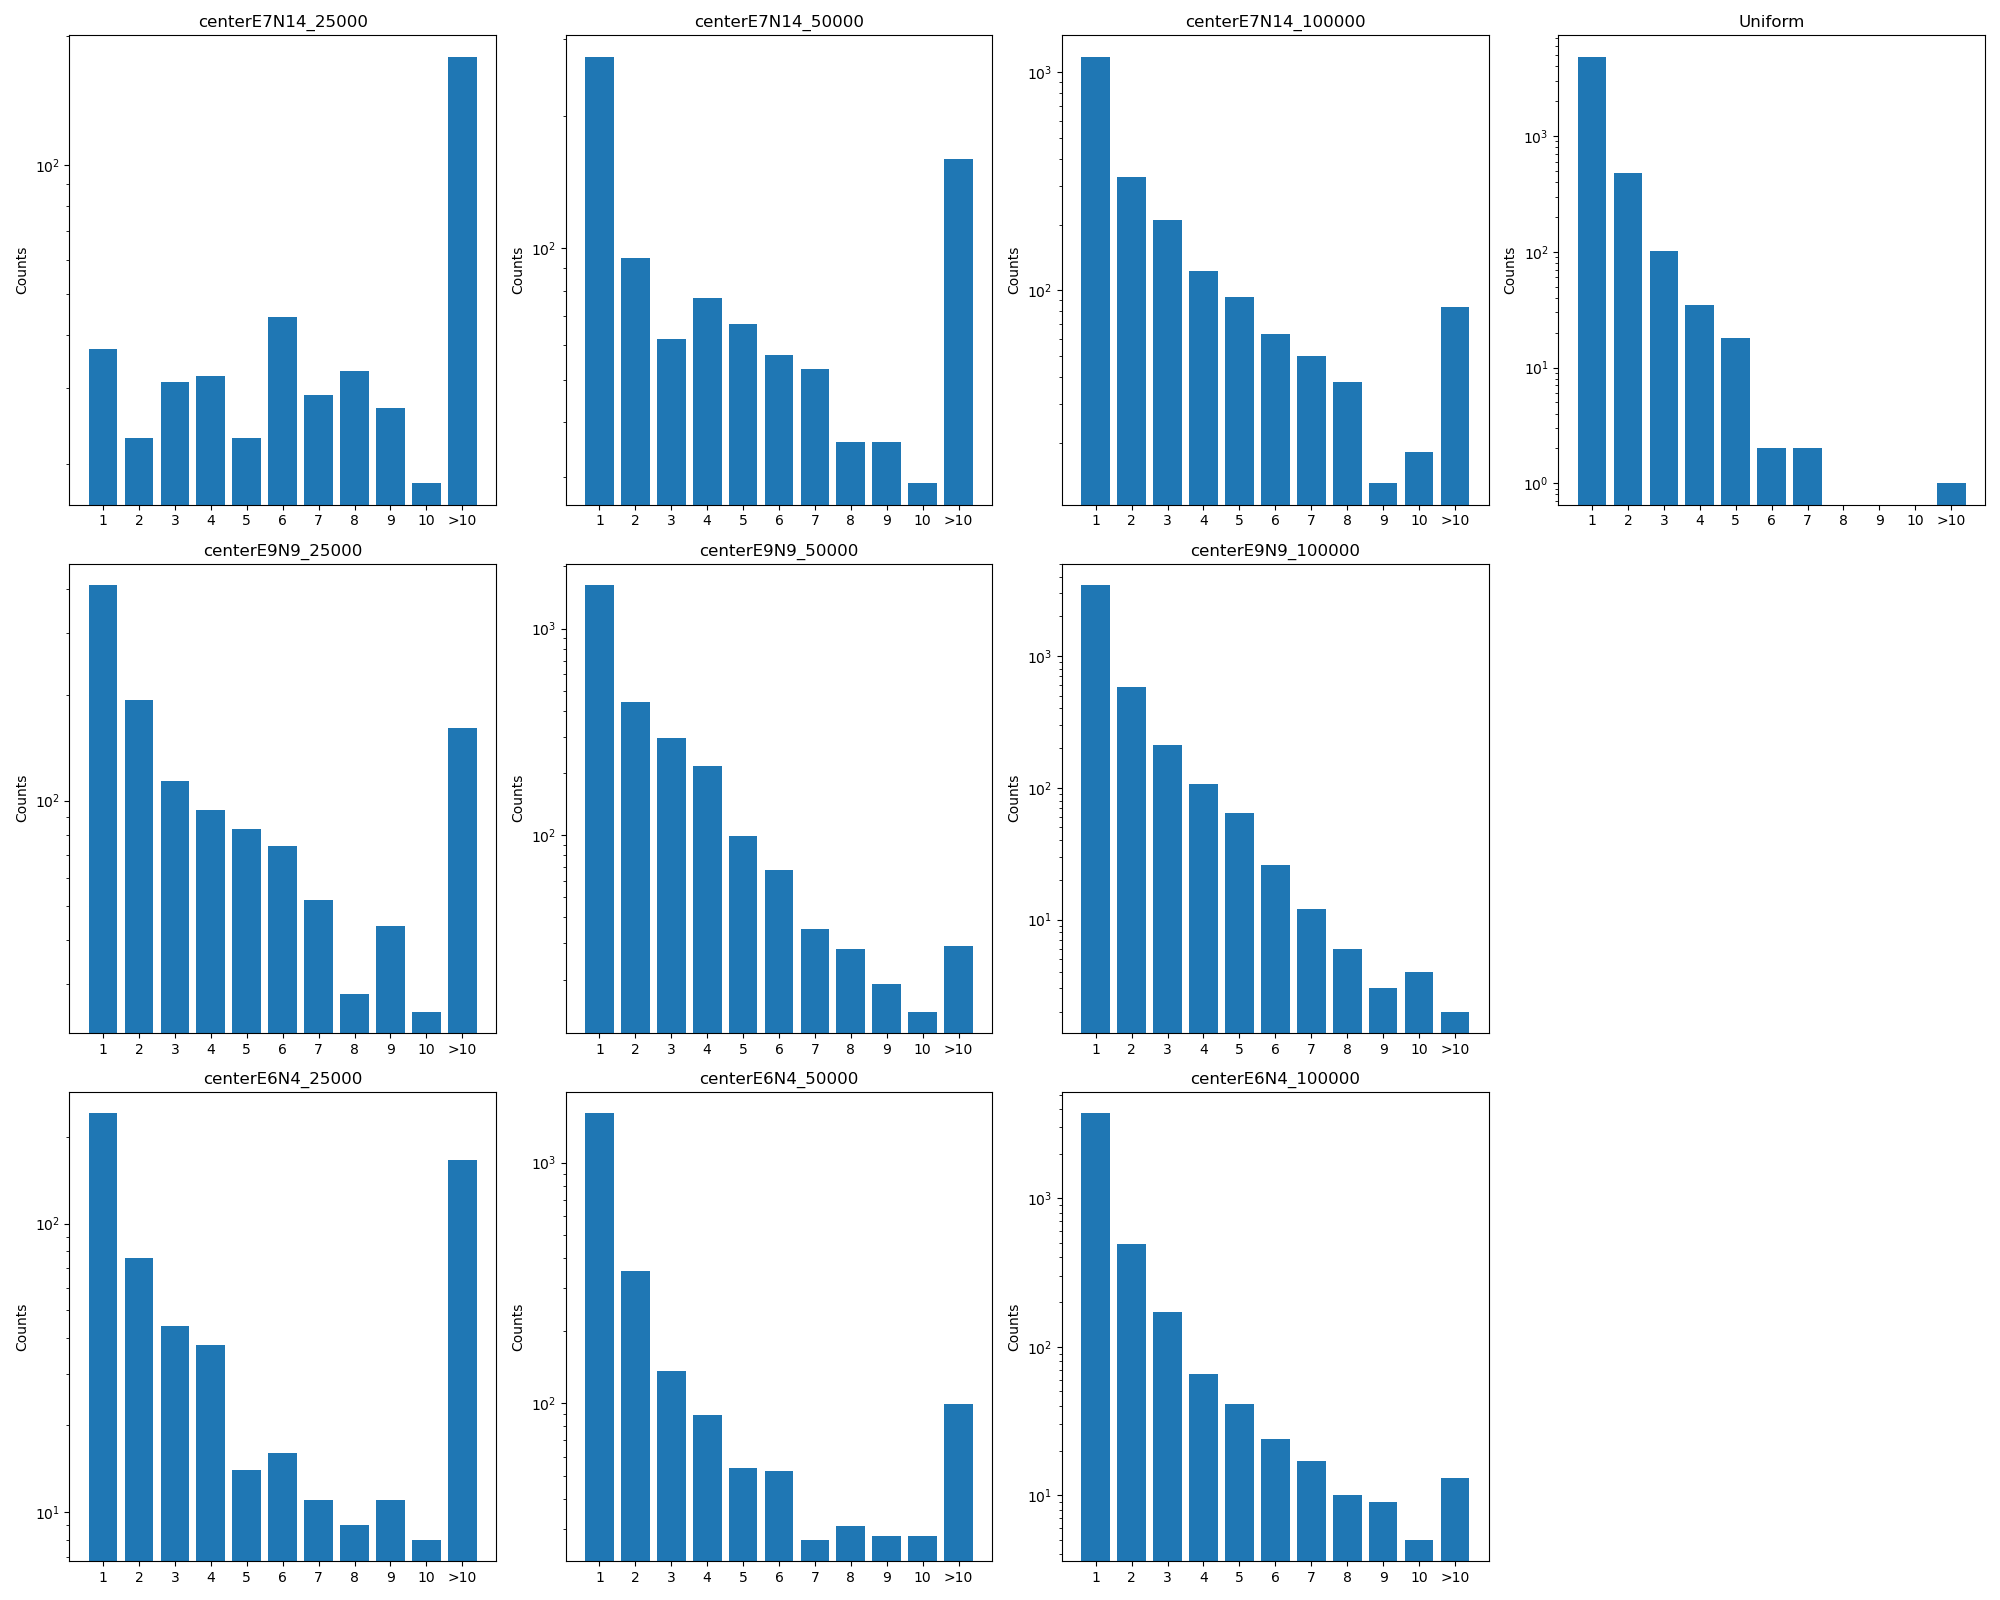 centerE7N14_25000
10²
Counts
1 2 3 4 5 6 7 8 9 10 >10
centerE7N14_50000
10²
Counts
1 2 3 4 5 6 7 8 9 10 >10
centerE7N14_100000
10³
10²
Counts
1 2 3 4 5 6 7 8 9 10 >10
Uniform
10³
10²
10¹
10⁰
Counts
1 2 3 4 5 6 7 8 9 10 >10
centerE9N9_25000
10²
Counts
1 2 3 4 5 6 7 8 9 10 >10
centerE9N9_50000
10³
10²
Counts
1 2 3 4 5 6 7 8 9 10 >10
centerE9N9_100000
10³
10²
10¹
Counts
1 2 3 4 5 6 7 8 9 10 >10
centerE6N4_25000
10²
10¹
Counts
1 2 3 4 5 6 7 8 9 10 >10
centerE6N4_50000
10³
10²
Counts
1 2 3 4 5 6 7 8 9 10 >10
centerE6N4_100000
10³
10²
10¹
Counts
1 2 3 4 5 6 7 8 9 10 >10